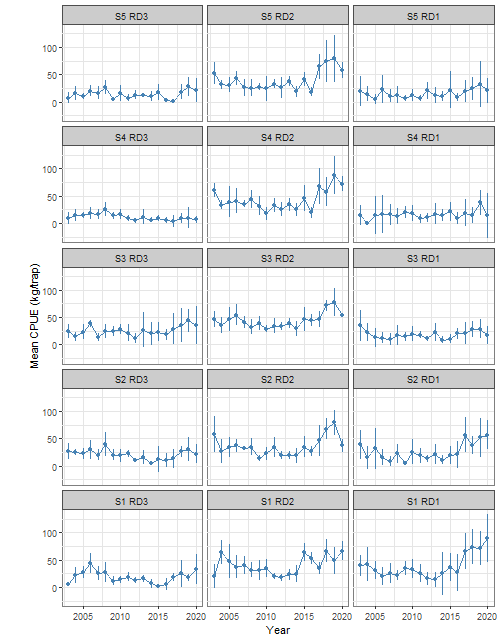 S5 RD3 S5 RD2 S5 RD1
100
50
0
S4 RD3 S4 RD2 S4 RD1
100
50
0
S3 RD3 S3 RD2 S3 RD1
100
50
0
S2 RD3 S2 RD2 S2 RD1
100
50
0
S1 RD3 S1 RD2 S1 RD1
100
50
0
2005 2010 2015 2020 2005 2010 2015 2020 2005 2010 2015 2020
Year
Mean CPUE (kg/trap)